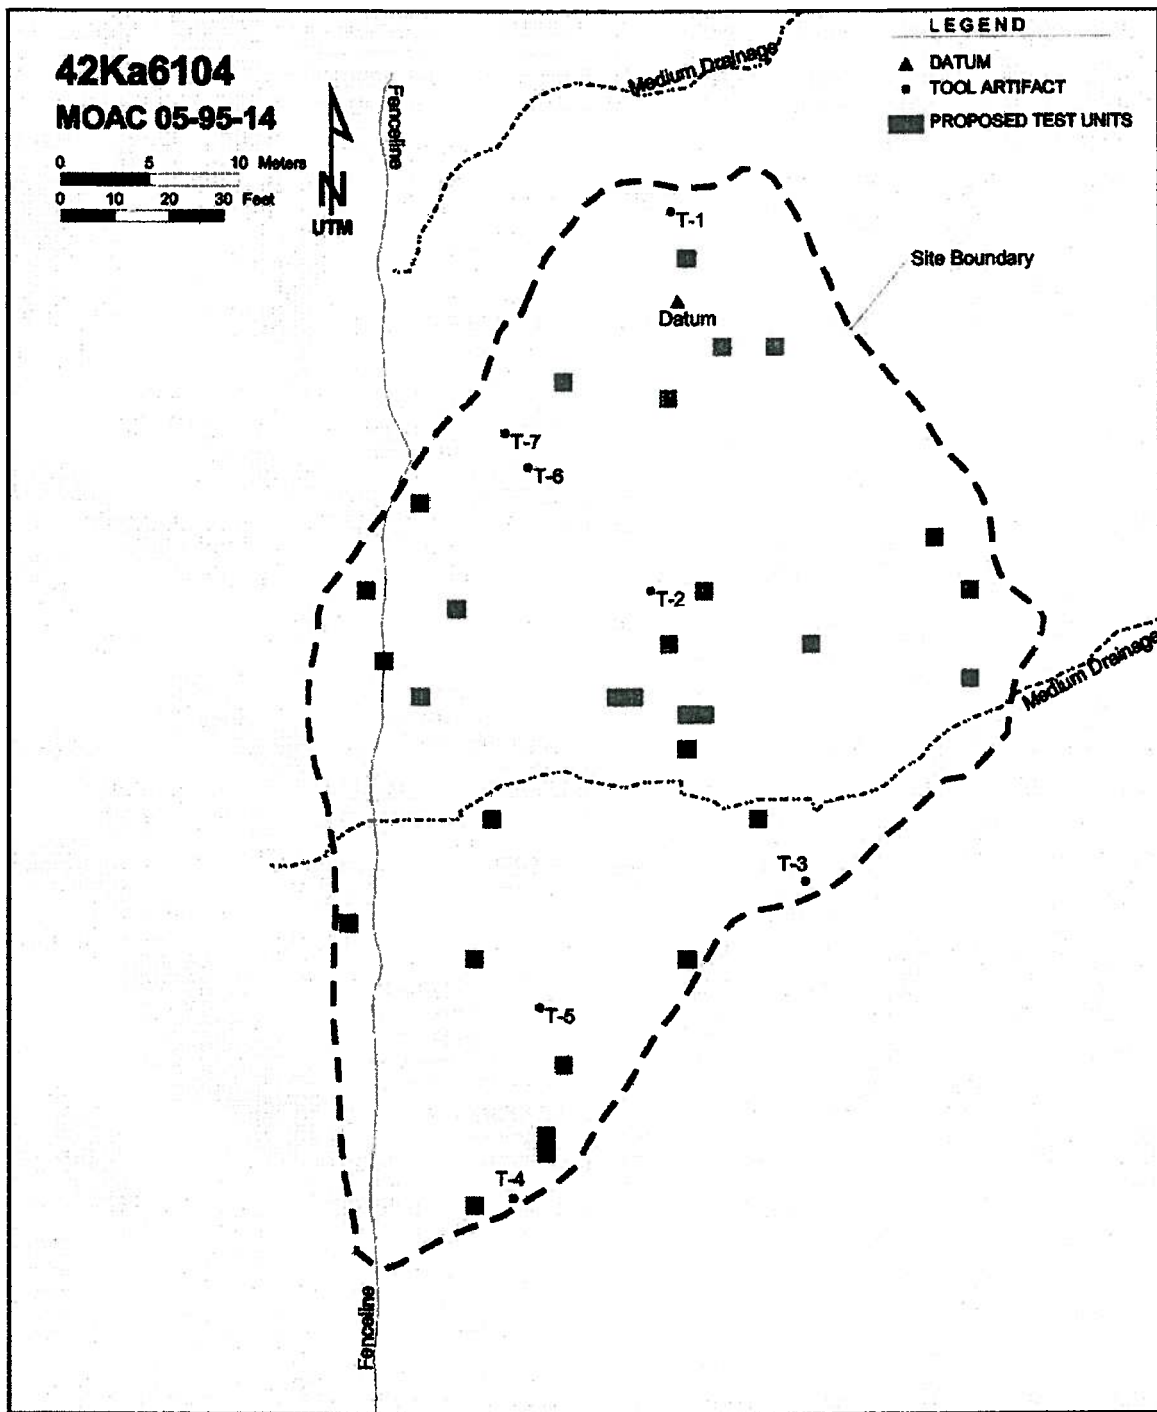 42Ka6104
MOAC 05-95-14
0 5 10 Meters
0 10 20 30 Feet
N
UTM
Fenceline
Medium Drainage
LEGEND
DATUM
TOOL ARTIFACT
PROPOSED TEST UNITS
T-1
Site Boundary
Datum
T-7
T-6
T-2
Medium Drainage
T-3
T-5
T-4
Fenceline